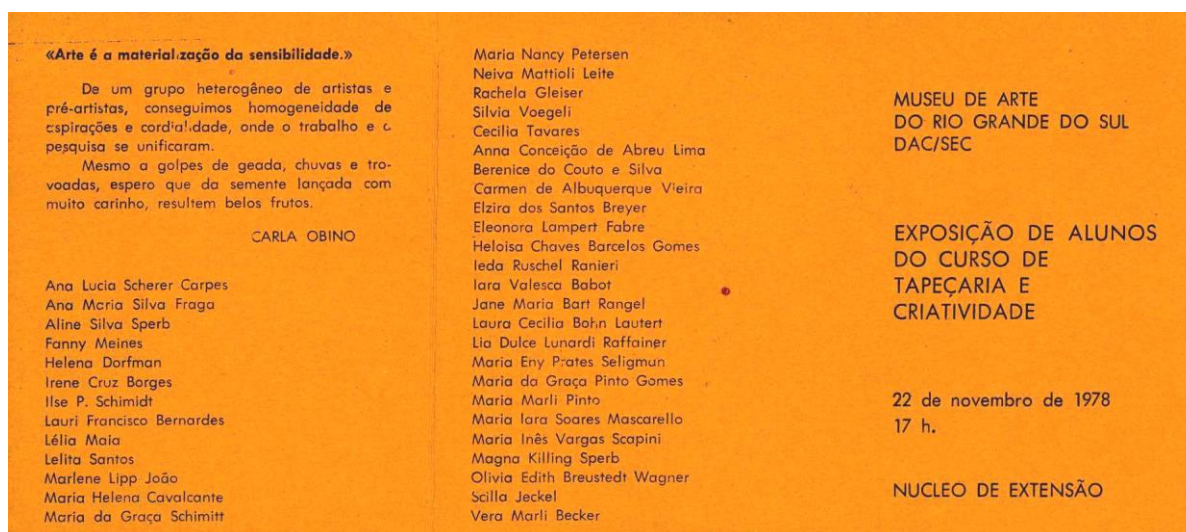 «Arte é a materialização da sensibilidade.»
De um grupo heterogêneo de artistas e
pré-artistas, conseguimos homogeneidade de
aspirações e cordialidade, onde o trabalho e a
pesquisa se unificaram.
Mesmo a golpes de geada, chuvas e tro-
voadas, espero que da semente lançada com
muito carinho, resultem belos frutos.
CARLA OBINO
Ana Lucia Scherer Carpes
Ana Maria Silva Fraga
Aline Silva Sperb
Fanny Meines
Helena Dorfman
Irene Cruz Borges
Ilse P. Schimidt
Lauri Francisco Bernardes
Lélia Maia
Lelita Santos
Marlene Lipp João
Maria Helena Cavalcante
Maria da Graça Schimitt
Maria Nancy Petersen
Neiva Mattioli Leite
Rachela Gleiser
Silvia Voegeli
Cecilia Tavares
Anna Conceição de Abreu Lima
Berenice do Couto e Silva
Carmen de Albuquerque Vieira
Elzira dos Santos Breyer
Eleonora Lampert Fabre
Heloisa Chaves Barcelos Gomes
Ieda Ruschel Ranieri
Iara Valesca Babot
Jane Maria Bart Rangel
Laura Cecilia Bohn Lautert
Lia Dulce Lunardi Raffainer
Maria Eny Prates Seligman
Maria da Graça Pinto Gomes
Maria Marli Pinto
Maria Iara Soares Mascarello
Maria Inês Vargas Scapini
Magna Killing Sperb
Olivia Edith Breustedt Wagner
Scilla Jeckel
Vera Marli Becker
MUSEU DE ARTE
DO RIO GRANDE DO SUL
DAC/SEC
EXPOSIÇÃO DE ALUNOS
DO CURSO DE
TAPEÇARIA E
CRIATIVIDADE
22 de novembro de 1978
17 h.
NUCLEO DE EXTENSÃO